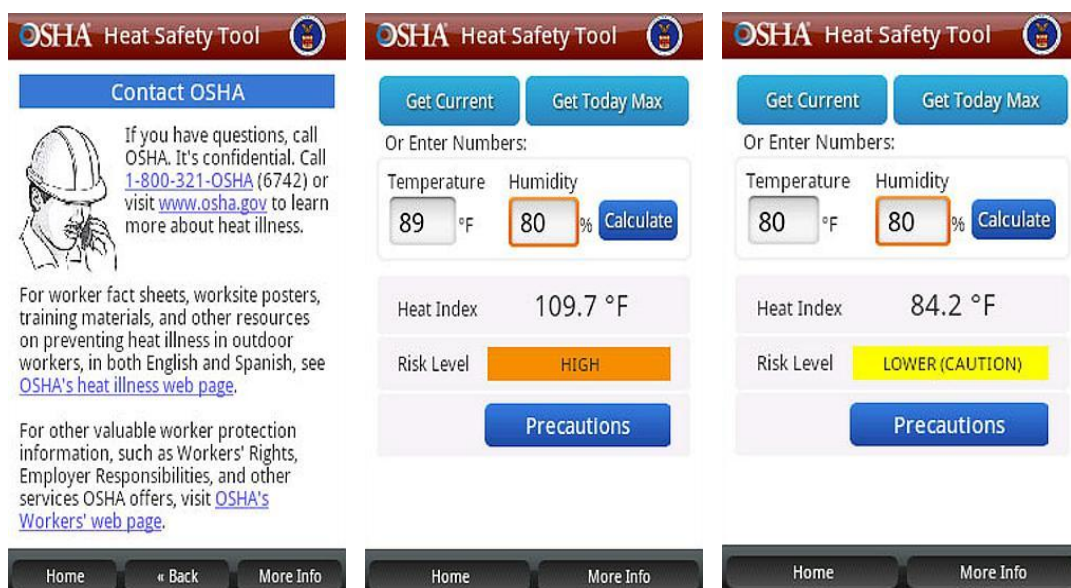 OSHA Heat Safety Tool
Contact OSHA
If you have questions, call
OSHA. It's confidential. Call
1-800-321-OSHA (6742) or
visit www.osha.gov to learn
more about heat illness.
For worker fact sheets, worksite posters,
training materials, and other resources
on preventing heat illness in outdoor
workers, in both English and Spanish, see
OSHA's heat illness web page.
For other valuable worker protection
information, such as Workers' Rights,
Employer Responsibilities, and other
services OSHA offers, visit OSHA's
Workers' web page.
Home « Back More Info
OSHA Heat Safety Tool
Get Current Get Today Max
Or Enter Numbers:
Temperature Humidity
89 °F 80 % Calculate
Heat Index 109.7 °F
Risk Level HIGH
Precautions
Home More Info
OSHA Heat Safety Tool
Get Current Get Today Max
Or Enter Numbers:
Temperature Humidity
80 °F 80 % Calculate
Heat Index 84.2 °F
Risk Level LOWER (CAUTION)
Precautions
Home More Info